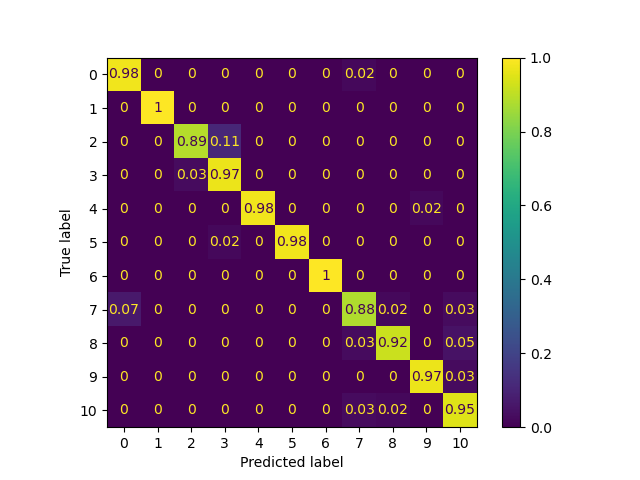 0 0.98 0 0 0 0 0 0 0.02 0 0 0
1 0 1 0 0 0 0 0 0 0 0 0
2 0 0 0.89 0.11 0 0 0 0 0 0 0
3 0 0 0.03 0.97 0 0 0 0 0 0 0
4 0 0 0 0 0.98 0 0 0 0 0.02 0
5 0 0 0 0.02 0 0.98 0 0 0 0 0
6 0 0 0 0 0 0 1 0 0 0 0
7 0.07 0 0 0 0 0 0 0.88 0.02 0 0.03
8 0 0 0 0 0 0 0 0.03 0.92 0 0.05
9 0 0 0 0 0 0 0 0 0 0.97 0.03
10 0 0 0 0 0 0 0 0.03 0.02 0 0.95
0 1 2 3 4 5 6 7 8 9 10
Predicted label
True label
1.0
0.8
0.6
0.4
0.2
0.0